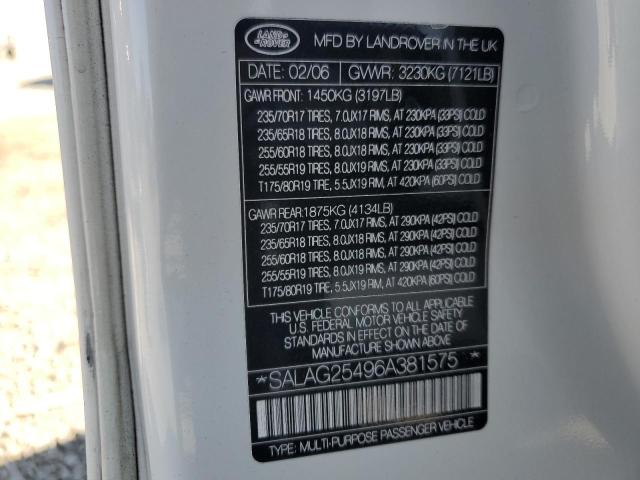 LAND ROVER
MFD BY LANDROVER IN THE UK
DATE: 02/06 GVWR: 3230KG (7121LB)
GAWR FRONT: 1450KG (3197LB)
235/70R17 TIRES, 7.0JX17 RIMS, AT 230KPA (33PSI) COLD
235/65R18 TIRES, 8.0JX18 RIMS, AT 230KPA (33PSI) COLD
255/60R18 TIRES, 8.0JX18 RIMS, AT 230KPA (33PSI) COLD
255/55R19 TIRES, 8.0JX19 RIMS, AT 230KPA (33PSI) COLD
T175/80R19 TIRE, 5.5JX19 RIM, AT 420KPA (60PSI) COLD
GAWR REAR: 1875KG (4134LB)
235/70R17 TIRES, 7.0JX17 RIMS, AT 290KPA (42PSI) COLD
235/65R18 TIRES, 8.0JX18 RIMS, AT 290KPA (42PSI) COLD
255/60R18 TIRES, 8.0JX18 RIMS, AT 290KPA (42PSI) COLD
255/55R19 TIRES, 8.0JX19 RIMS, AT 290KPA (42PSI) COLD
T175/80R19 TIRE, 5.5JX19 RIM, AT 420KPA (60PSI) COLD
THIS VEHICLE CONFORMS TO ALL APPLICABLE
U.S. FEDERAL MOTOR VEHICLE SAFETY
STANDARDS IN EFFECT ON THE DATE OF
MANUFACTURE SHOWN ABOVE
*SALAG25496A381575*
TYPE: MULTI-PURPOSE PASSENGER VEHICLE